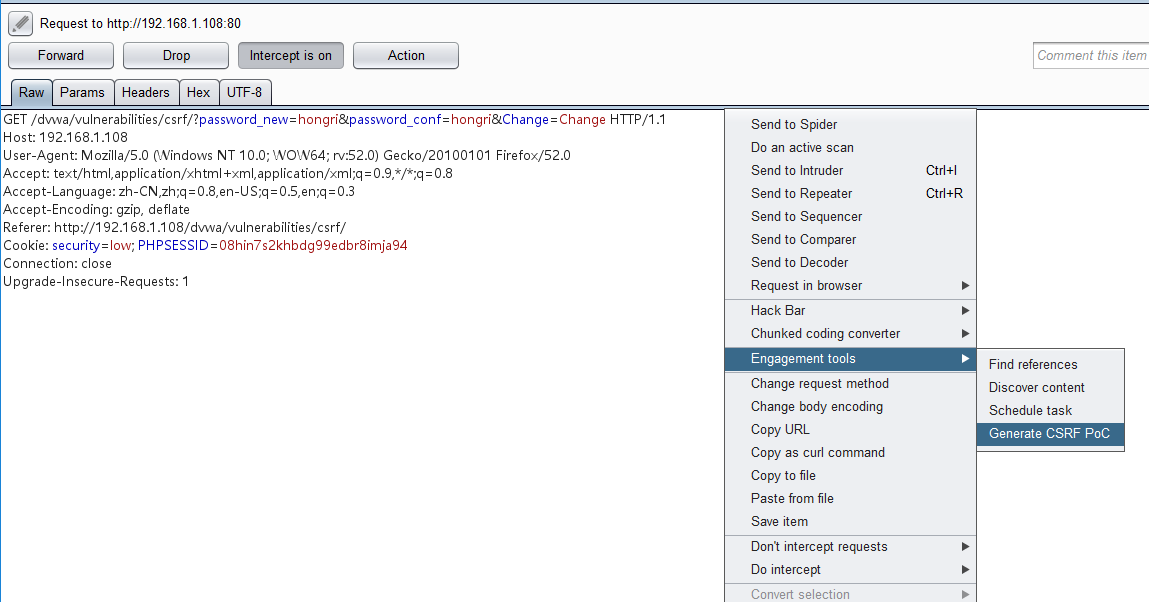 Request to http://192.168.1.108:80
Forward Drop Intercept is on Action Comment this item
Raw Params Headers Hex UTF-8
GET /dvwa/vulnerabilities/csrf/?password_new=hongri&password_conf=hongri&Change=Change HTTP/1.1
Host: 192.168.1.108
User-Agent: Mozilla/5.0 (Windows NT 10.0; WOW64; rv:52.0) Gecko/20100101 Firefox/52.0
Accept: text/html,application/xhtml+xml,application/xml;q=0.9,*/*;q=0.8
Accept-Language: zh-CN,zh;q=0.8,en-US;q=0.5,en;q=0.3
Accept-Encoding: gzip, deflate
Referer: http://192.168.1.108/dvwa/vulnerabilities/csrf/
Cookie: security=low; PHPSESSID=08hin7s2khbdg99edbr8imja94
Connection: close
Upgrade-Insecure-Requests: 1
Send to Spider
Do an active scan
Send to Intruder Ctrl+I
Send to Repeater Ctrl+R
Send to Sequencer
Send to Comparer
Send to Decoder
Request in browser
Hack Bar
Chunked coding converter
Engagement tools
Change request method
Change body encoding
Copy URL
Copy as curl command
Copy to file
Paste from file
Save item
Don't intercept requests
Do intercept
Convert selection
Find references
Discover content
Schedule task
Generate CSRF PoC